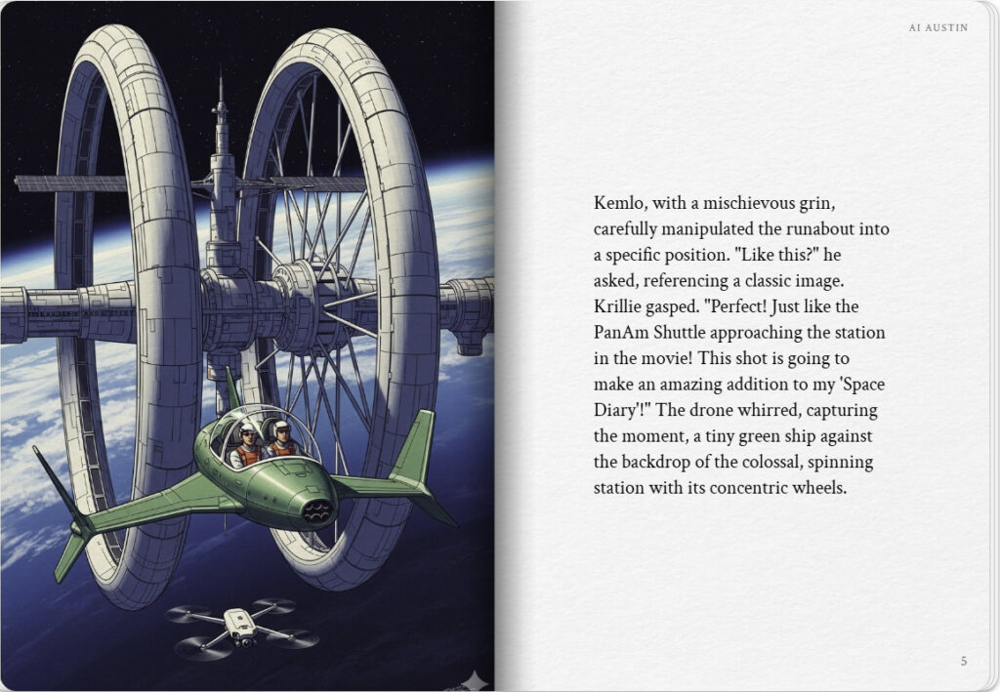 AI AUSTIN
Kemlo, with a mischievous grin,
carefully manipulated the runabout into
a specific position. "Like this?" he
asked, referencing a classic image.
Krillie gasped. "Perfect! Just like the
PanAm Shuttle approaching the station
in the movie! This shot is going to
make an amazing addition to my 'Space
Diary'!" The drone whirred, capturing
the moment, a tiny green ship against
the backdrop of the colossal, spinning
station with its concentric wheels.
5